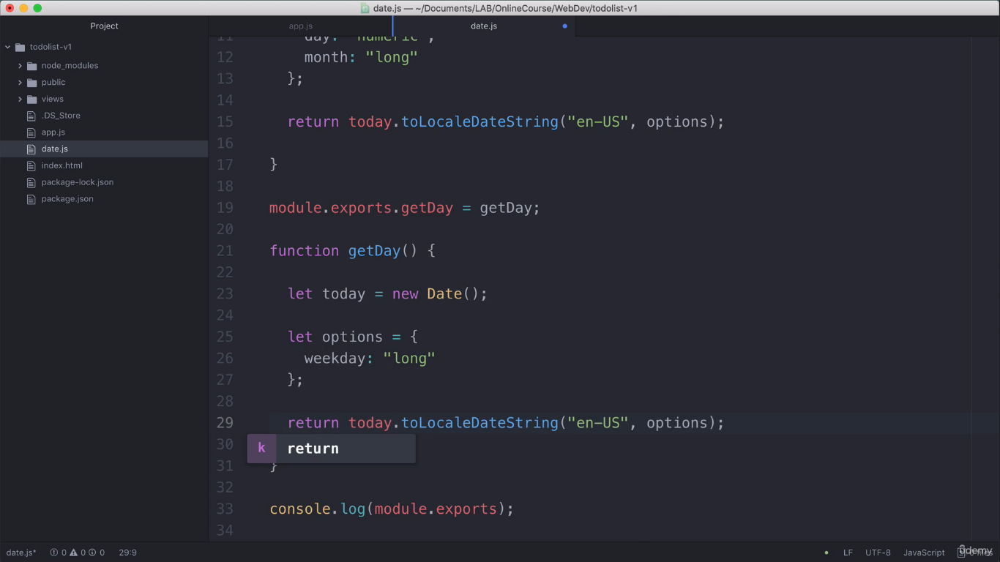 date.js — ~/Documents/LAB/OnlineCourse/WebDev/todolist-v1
Project
app.js
date.js
todolist-v1
node_modules
public
views
.DS_Store
app.js
date.js
index.html
package-lock.json
package.json
11 day: "numeric",
12 month: "long"
13 };
14
15 return today.toLocaleDateString("en-US", options);
16
17 }
18
19 module.exports.getDay = getDay;
20
21 function getDay() {
22
23 let today = new Date();
24
25 let options = {
26 weekday: "long"
27 };
28
29 return today.toLocaleDateString("en-US", options);
30
k return
31 }
32
33 console.log(module.exports);
34
date.js* 0 0 0 29:9 LF UTF-8 JavaScript files
udemy